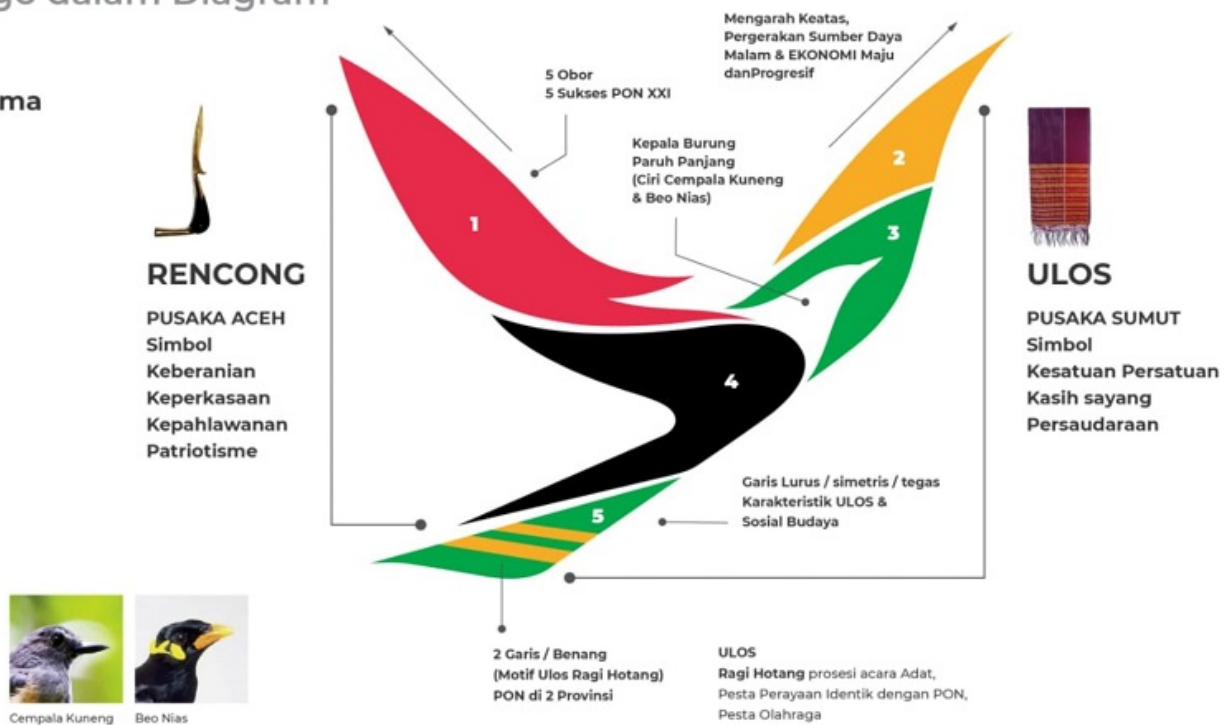 dalam Diagram
Mengarah Keatas,
Pergerakan Sumber Daya
Malam & EKONOMI Maju
danProgresif
5 Obor
5 Sukses PON XXI
Kepala Burung
Paruh Panjang
(Ciri Cempala Kuneng
& Beo Nias)
1
2
3
4
5
RENCONG
PUSAKA ACEH
Simbol
Keberanian
Keperkasaan
Kepahlawanan
Patriotisme
ULOS
PUSAKA SUMUT
Simbol
Kesatuan Persatuan
Kasih sayang
Persaudaraan
Garis Lurus / simetris / tegas
Karakteristik ULOS &
Sosial Budaya
2 Garis / Benang
(Motif Ulos Ragi Hotang)
PON di 2 Provinsi
ULOS
Ragi Hotang prosesi acara Adat,
Pesta Perayaan Identik dengan PON,
Pesta Olahraga
Cempala Kuneng
Beo Nias